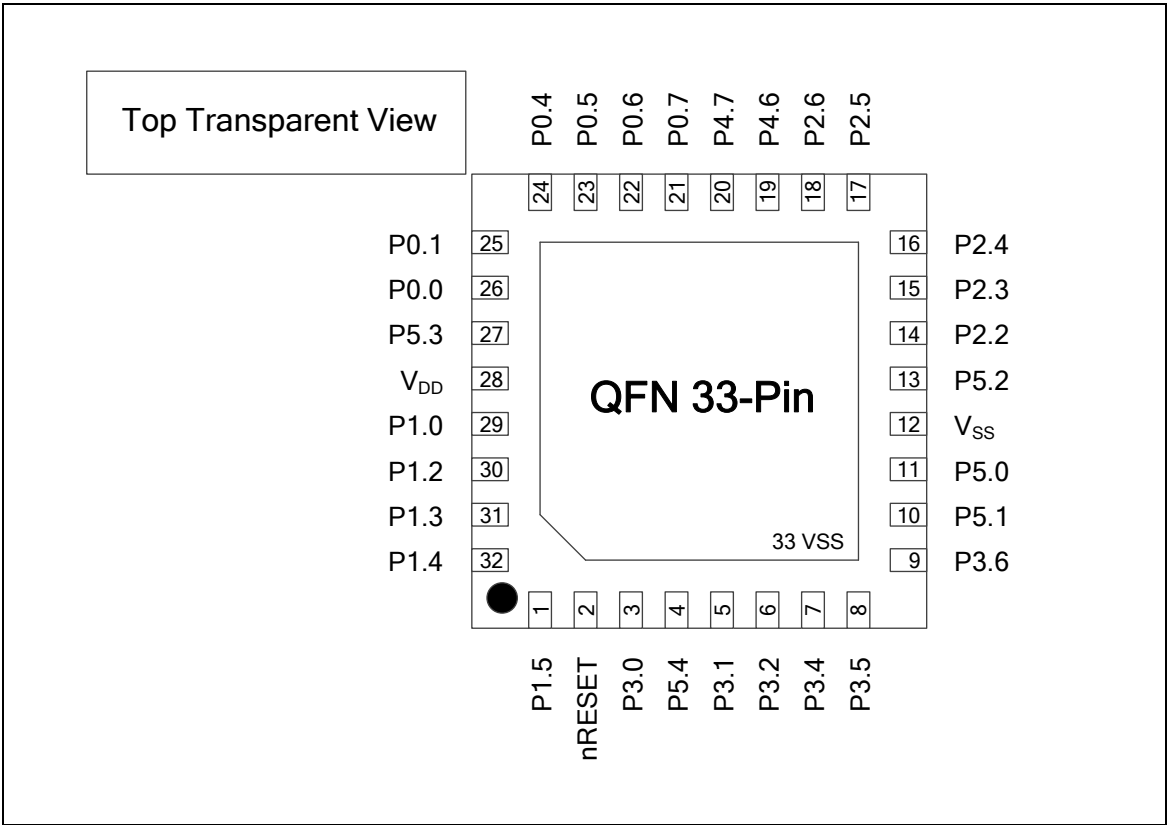 Top Transparent View
P0.4 P0.5 P0.6 P0.7 P4.7 P4.6 P2.6 P2.5
24 23 22 21 20 19 18 17
P0.1 25 16 P2.4
P0.0 26 15 P2.3
P5.3 27 14 P2.2
VDD 28 13 P5.2
QFN 33-Pin
P1.0 29 12 VSS
P1.2 30 11 P5.0
P1.3 31 10 P5.1
33 VSS
P1.4 32 9 P3.6
1 2 3 4 5 6 7 8
P1.5 nRESET P3.0 P5.4 P3.1 P3.2 P3.4 P3.5